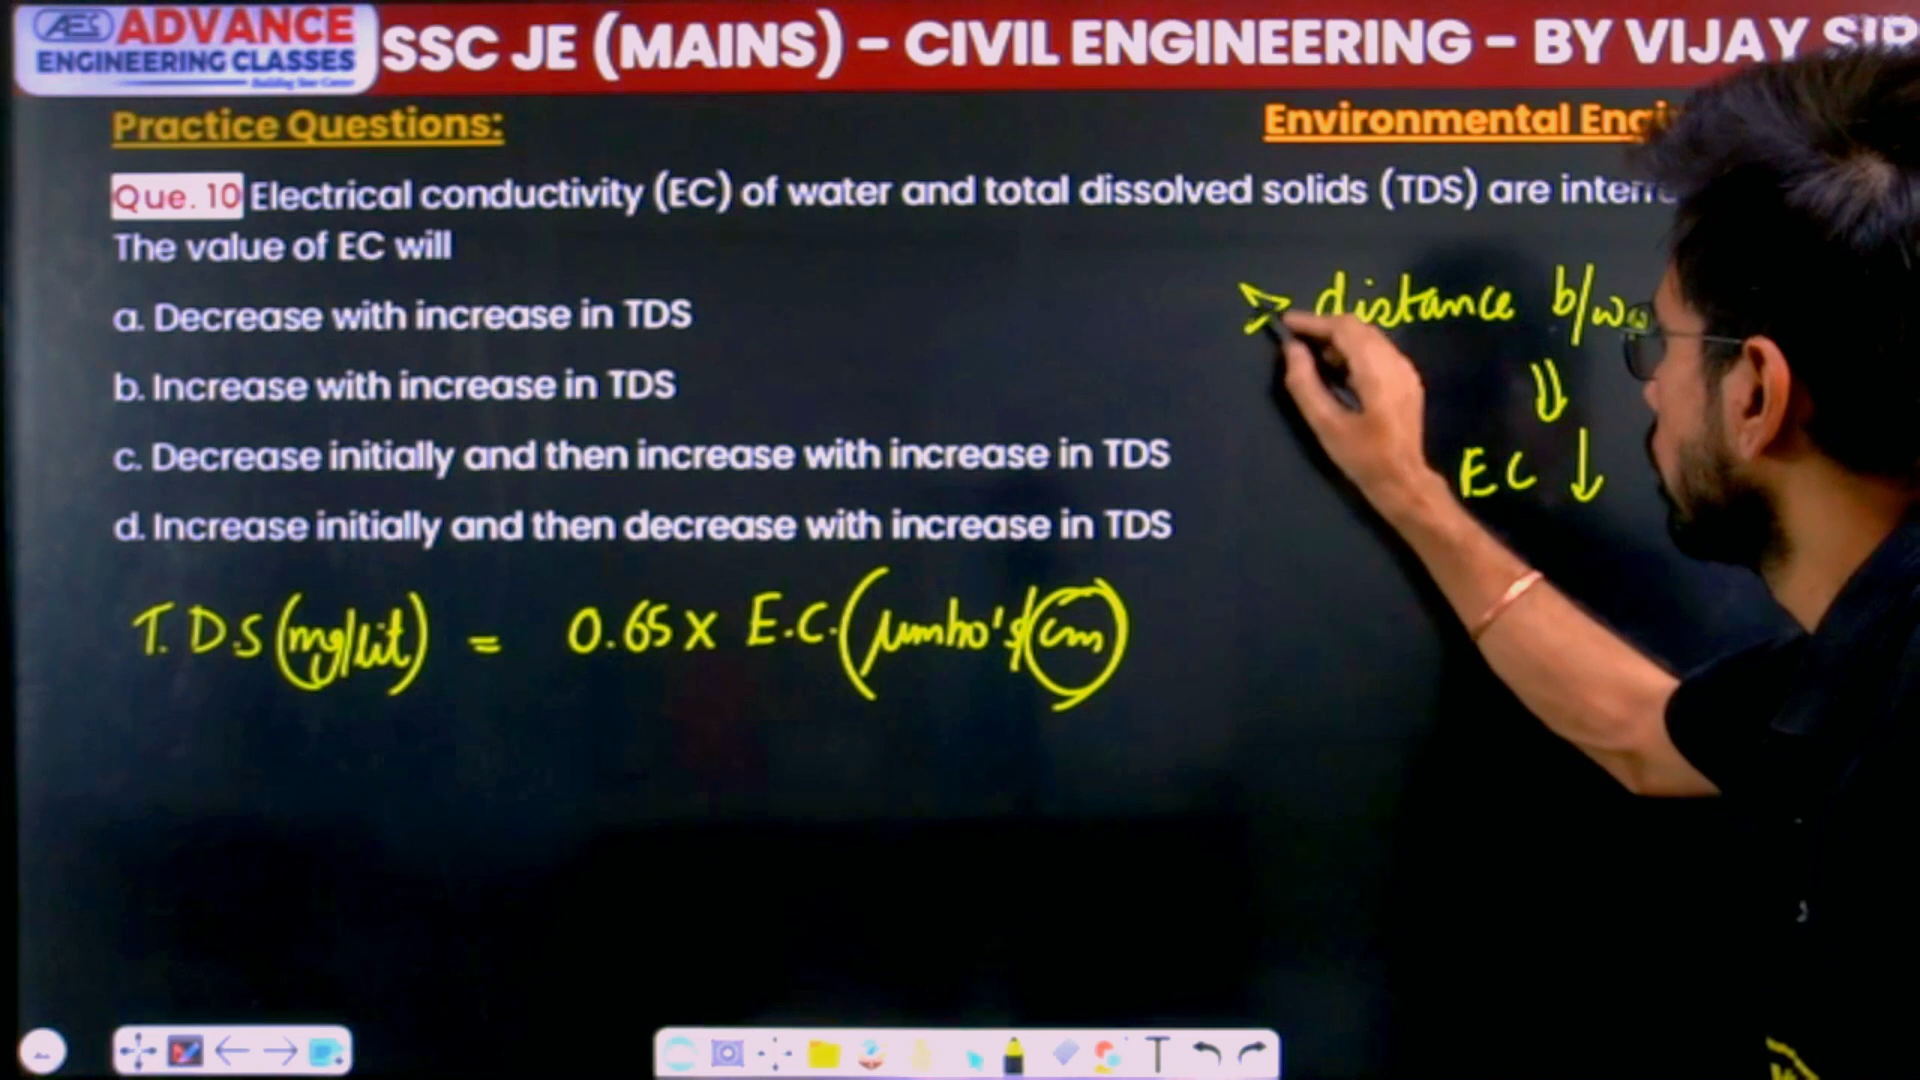 AEC ADVANCE
ENGINEERING CLASSES
SSC JE (MAINS) - CIVIL ENGINEERING - BY VIJAY SIR
Practice Questions:
Environmental Engi
Que. 10 Electrical conductivity (EC) of water and total dissolved solids (TDS) are
The value of EC will
a. Decrease with increase in TDS
b. Increase with increase in TDS
c. Decrease initially and then increase with increase in TDS
d. Increase initially and then decrease with increase in TDS
distance b/w
⇓
EC ↓
T.D.S (mg/lit) = 0.65 X E.C. (μmho's/cm)
T